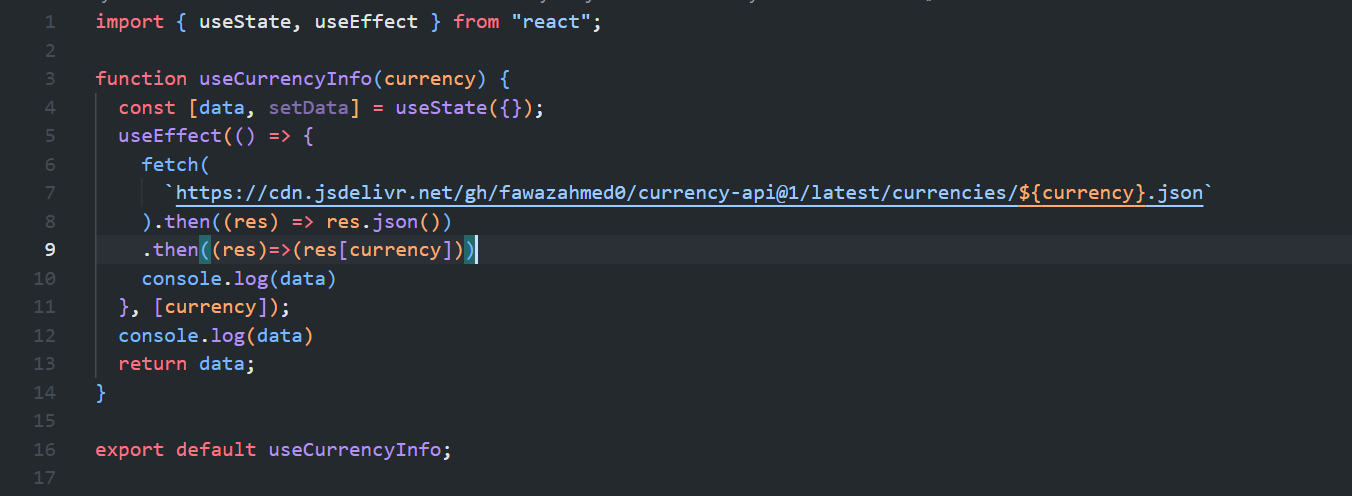 1 import { useState, useEffect } from "react";
2
3 function useCurrencyInfo(currency) {
4   const [data, setData] = useState({});
5   useEffect(() => {
6     fetch(
7       `https://cdn.jsdelivr.net/gh/fawazahmed0/currency-api@1/latest/currencies/${currency}.json`
8     ).then((res) => res.json())
9     .then((res)=>(res[currency]))
10     console.log(data)
11   }, [currency]);
12   console.log(data)
13   return data;
14 }
15
16 export default useCurrencyInfo;
17